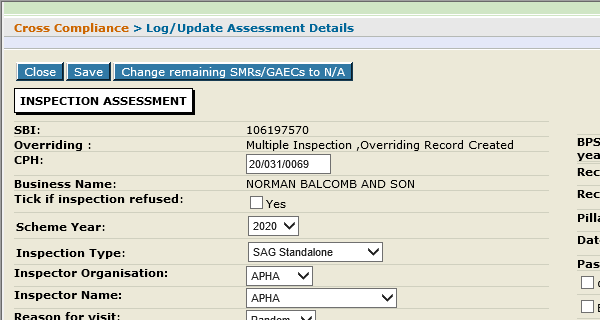 Cross Compliance > Log/Update Assessment Details
Close Save Change remaining SMRs/GAECs to N/A
INSPECTION ASSESSMENT
SBI: 106197570
Overriding : Multiple Inspection ,Overriding Record Created
BPS
CPH: 20/031/0069
yea
Rec
Business Name: NORMAN BALCOMB AND SON
Tick if inspection refused: Yes
Rec
Scheme Year: 2020
Pilla
Dat
Inspection Type: SAG Standalone
Pas
Inspector Organisation: APHA
Inspector Name: APHA
Reason for visit: Random